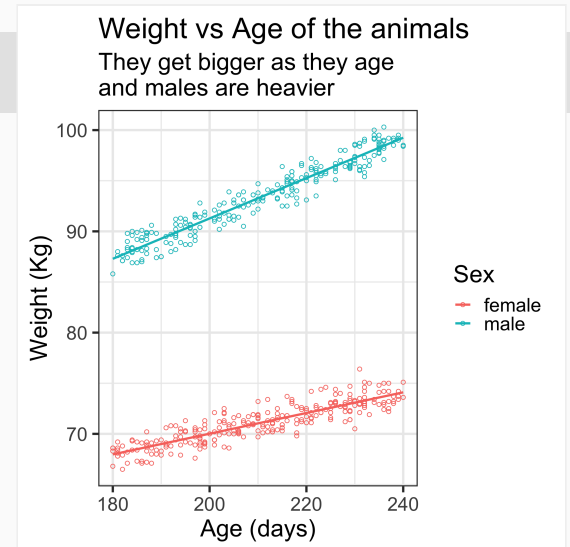 Weight vs Age of the animals
They get bigger as they age
and males are heavier
100
90
80
70
Weight (Kg)
180 200 220 240
Age (days)
Sex
female
male